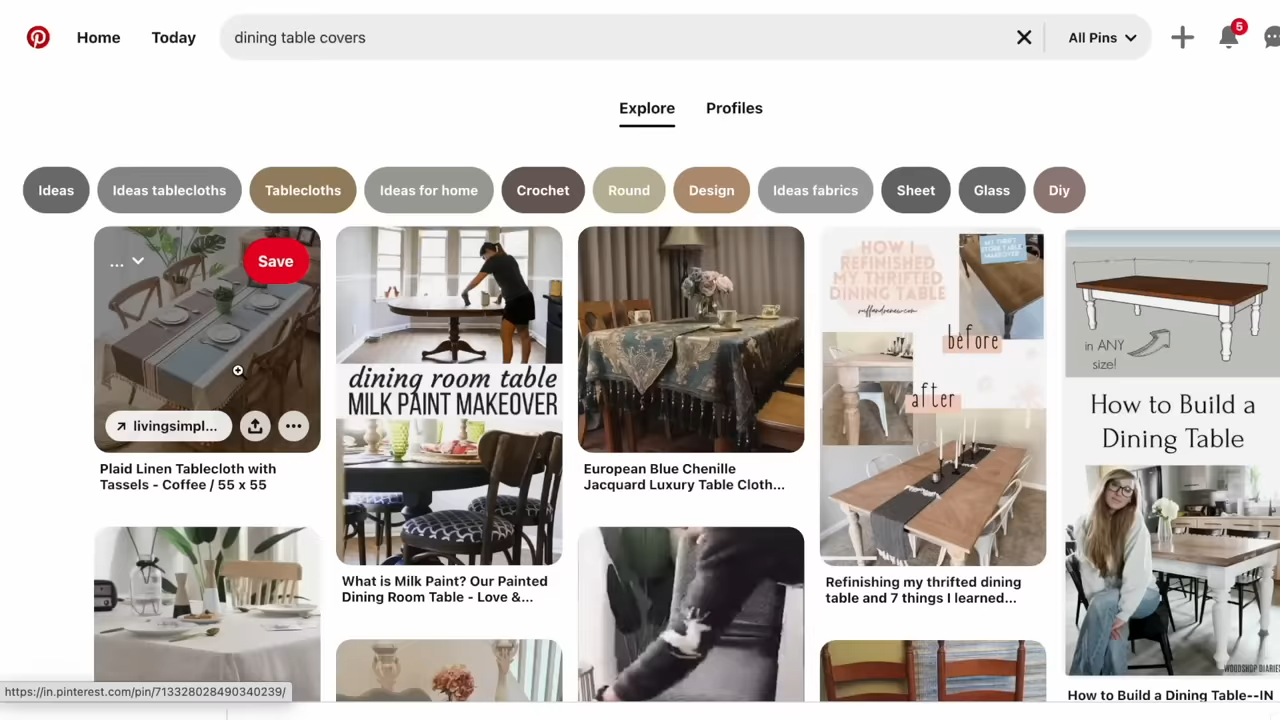 Home
Today
dining table covers
All Pins
5
Explore
Profiles
Ideas
Ideas tablecloths
Tablecloths
Ideas for home
Crochet
Round
Design
Ideas fabrics
Sheet
Glass
Diy
...
Save
livingsimpl...
Plaid Linen Tablecloth with
Tassels - Coffee / 55 x 55
dining room table
MILK PAINT MAKEOVER
What is Milk Paint? Our Painted
Dining Room Table - Love &...
European Blue Chenille
Jacquard Luxury Table Cloth...
HOW I
REFINISHED
MY THRIFTED
DINING TABLE
before
after
Refinishing my thrifted dining
table and 7 things I learned...
in ANY
size!
How to Build a
Dining Table
WOODSHOP DIARIES
How to Build a Dining Table--IN
https://in.pinterest.com/pin/713328028490340239/